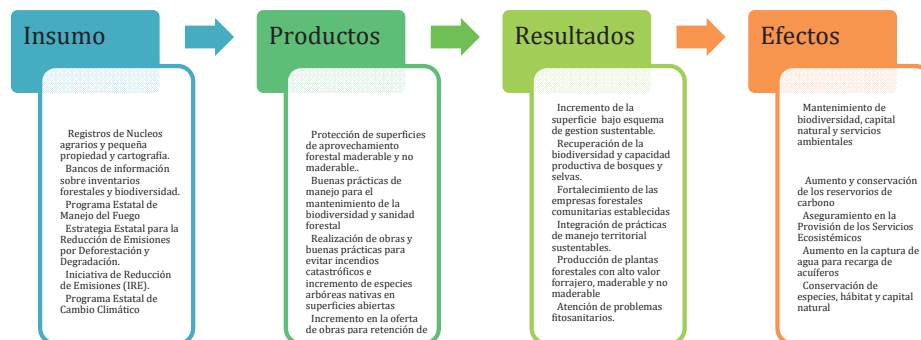 Insumo
Registros de Nucleos
agrarios y pequeña
propiedad y cartografía.
Bancos de información
sobre inventarios
forestales y biodiversidad.
Programa Estatal de
Manejo del Fuego
Estrategia Estatal para la
Reducción de Emisiones
por Deforestación y
Degradación.
Iniciativa de Reducción
de Emisiones (IRE).
Programa Estatal de
Cambio Climático
Productos
Protección de superficies
de aprovechamiento
forestal maderable y no
maderable..
Buenas prácticas de
manejo para el
mantenimiento de la
biodiversidad y sanidad
forestal
Realización de obras y
buenas prácticas para
evitar incendios
catastróficos e
incremento de especies
arbóreas nativas en
superficies abiertas
Incremento en la oferta
de obras para retención de
Resultados
Incremento de la
superficie bajo esquema
de gestion sustentable.
Recuperación de la
biodiversidad y capacidad
productiva de bosques y
selvas.
Fortalecimiento de las
empresas forestales
comunitarias establecidas
Integración de prácticas
de manejo territorial
sustentables.
Producción de plantas
forestales con alto valor
forrajero, maderable y no
maderable
Atención de problemas
fitosanitarios.
Efectos
Mantenimiento de
biodiversidad, capital
natural y servicios
ambientales
Aumento y conservación
de los reservorios de
carbono
Aseguramiento en la
Provisión de los Servicios
Ecosistémicos
Aumento en la captura de
agua para recarga de
acuíferos
Conservación de
especies, hábitat y capital
natural